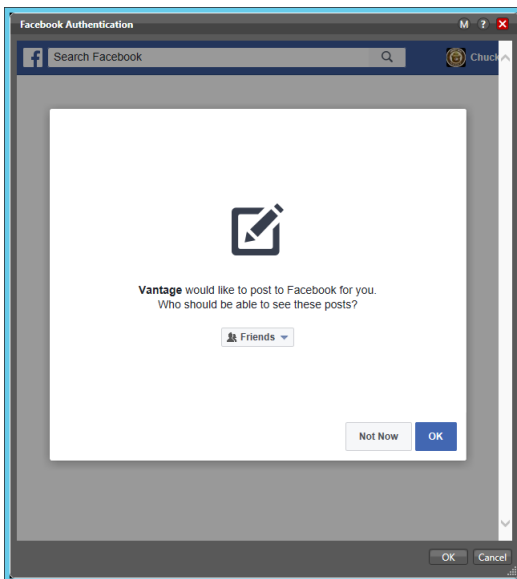 Facebook Authentication M ?
f Search Facebook Chuck
Vantage would like to post to Facebook for you.
Who should be able to see these posts?
Friends
Not Now OK
OK Cancel